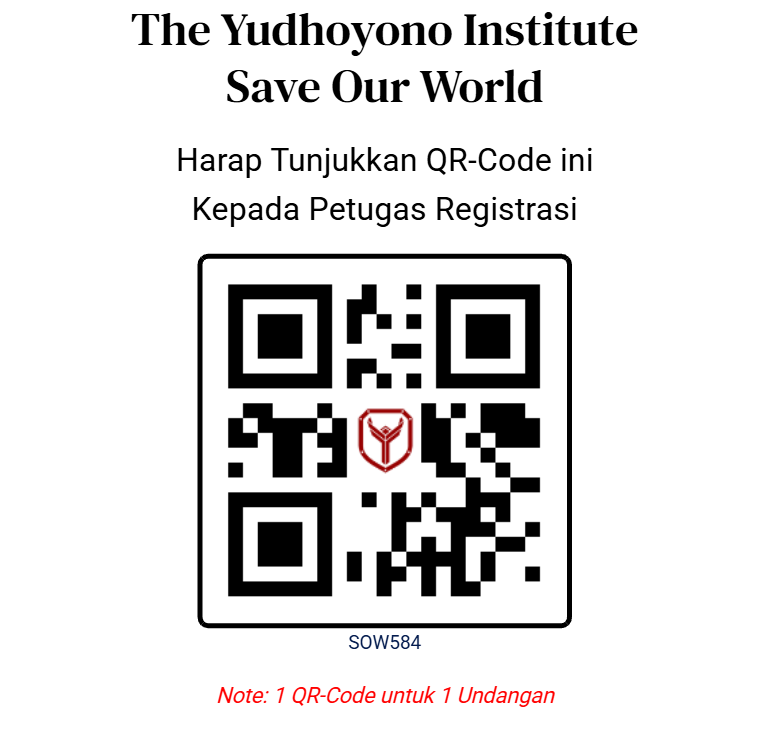 The Yudhoyono Institute
Save Our World
Harap Tunjukkan QR-Code ini
Kepada Petugas Registrasi
SOW584
Note: 1 QR-Code untuk 1 Undangan